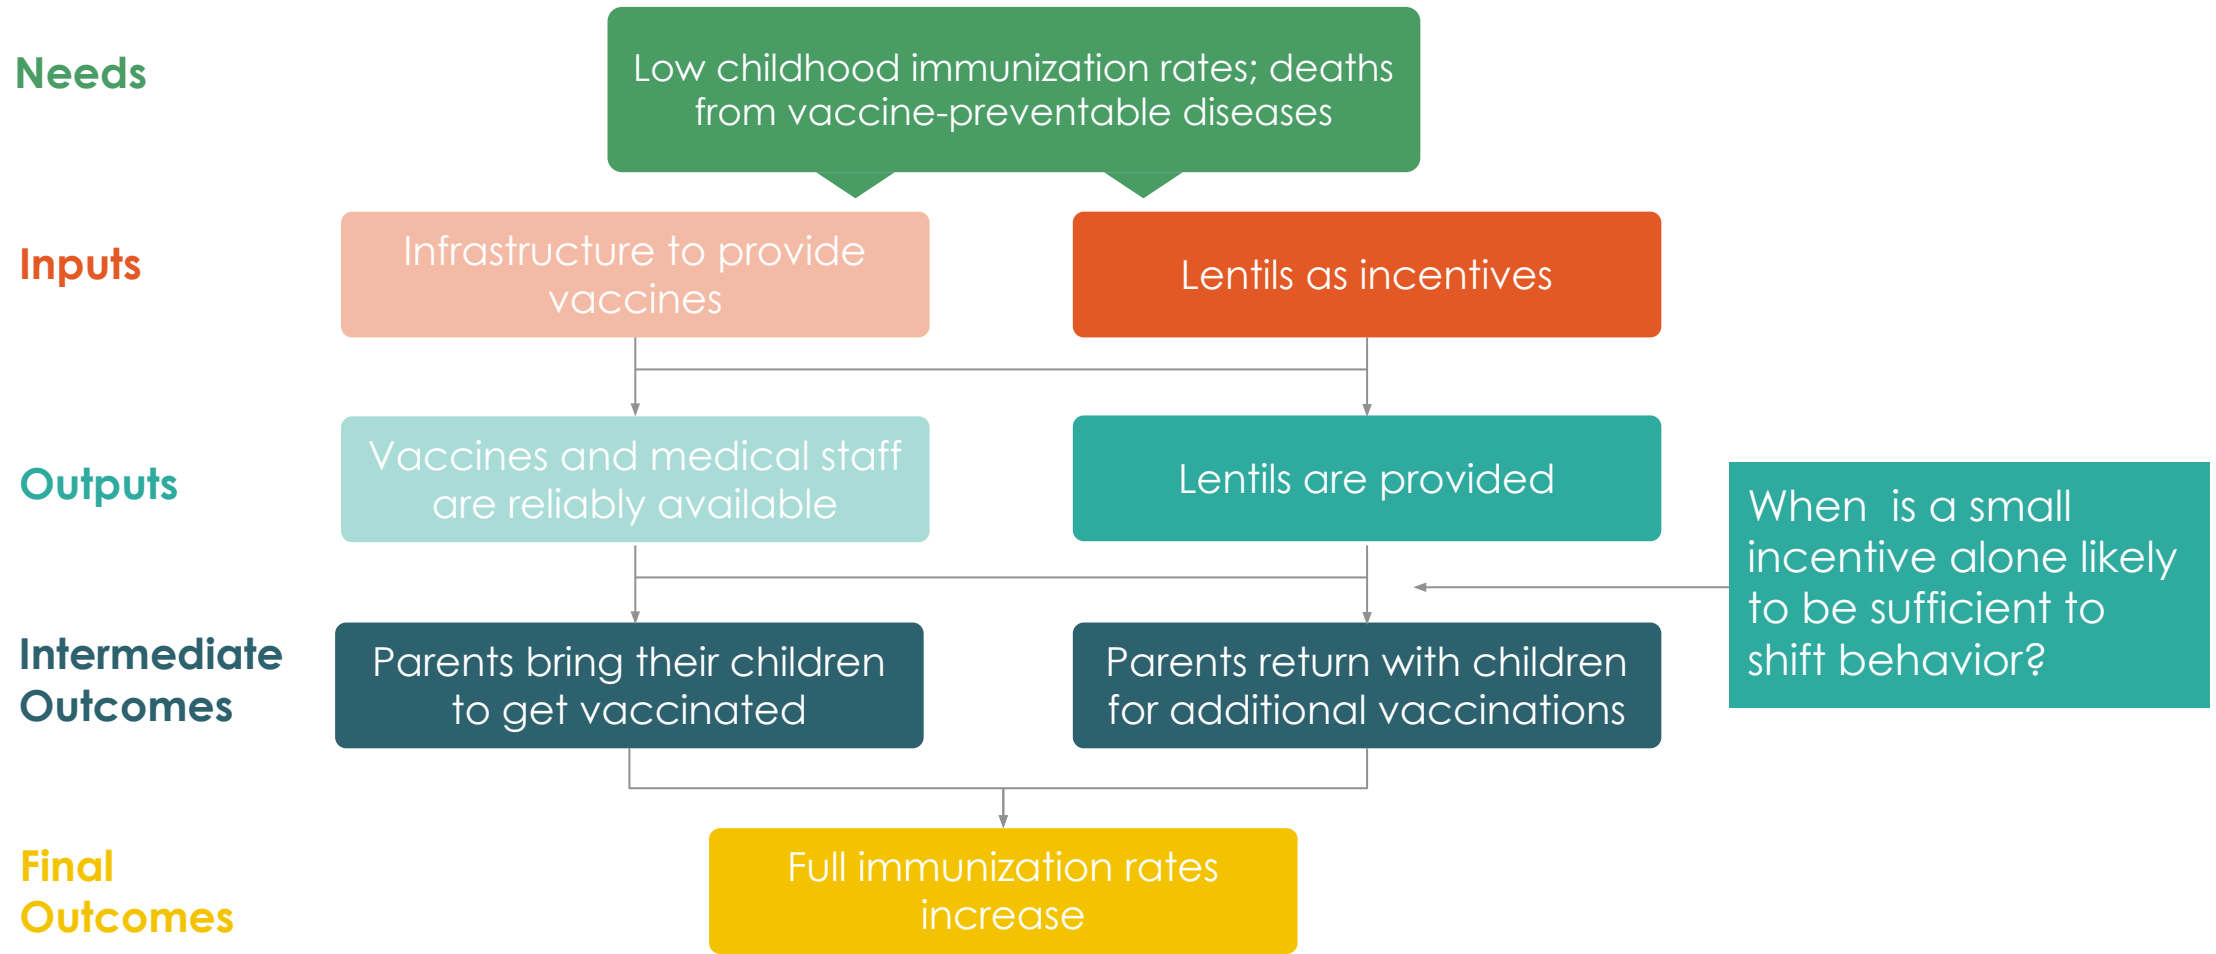 Needs
Low childhood immunization rates; deaths
from vaccine-preventable diseases
Inputs
Infrastructure to provide
vaccines
Lentils as incentives
Outputs
Vaccines and medical staff
are reliably available
Lentils are provided
When  is a small
incentive alone likely
to be sufficient to
shift behavior?
Intermediate
Outcomes
Parents bring their children
to get vaccinated
Parents return with children
for additional vaccinations
Final
Outcomes
Full immunization rates
increase